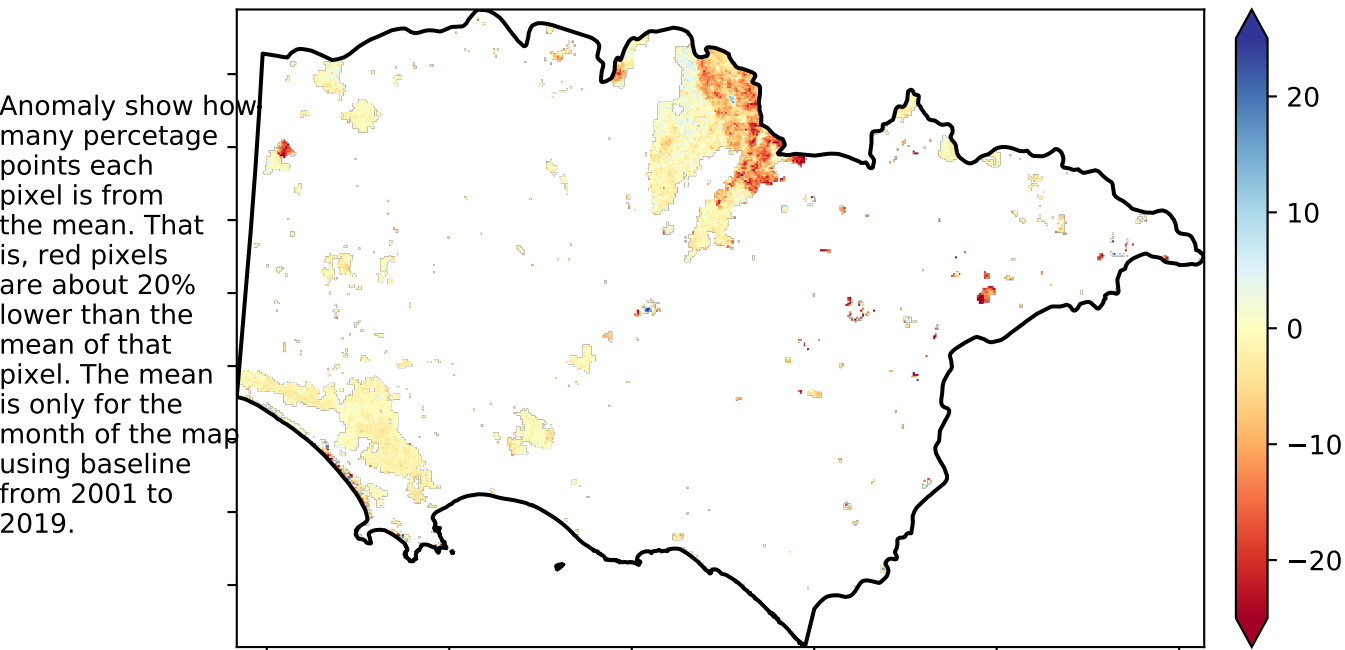 Anomaly show how
many percetage
points each
pixel is from
the mean. That
is, red pixels
are about 20%
lower than the
mean of that
pixel. The mean
is only for the
month of the map
using baseline
from 2001 to
2019.
20
10
0
−10
−20